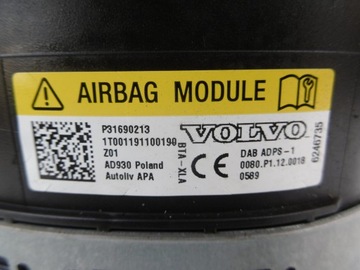 AIRBAG MODULE
P31690213
1T001191100190
Z01
AD930 Poland
Autoliv APA
BTA-XLA
VOLVO
CE
DAB ADPS-1
0080.P1.12.0018
0589
6246735